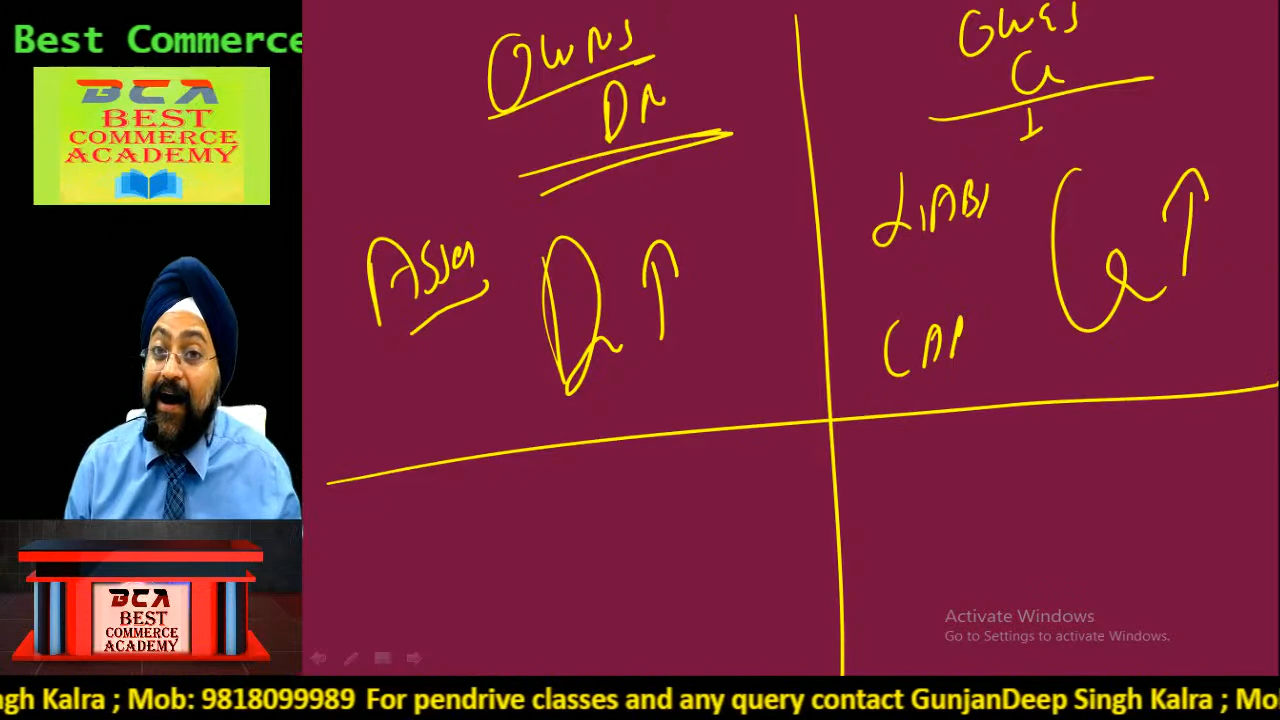 Best Commerce
BCA
BEST
COMMERCE
ACADEMY
OWNS
Dr
OWES
Cr
Assets
Dr ↑
LIABI
Cr ↑
CAP
BCA
BEST
COMMERCE
ACADEMY
Activate Windows
Go to Settings to activate Windows.
ngh Kalra ; Mob: 9818099989 For pendrive classes and any query contact GunjanDeep Singh Kalra ; Mo